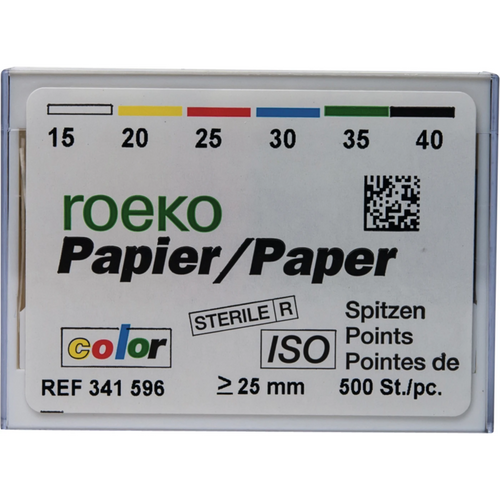 15 20 25 30 35 40
roeko
Papier/Paper
STERILE R
Spitzen
color ISO Points
Pointes de
REF 341 596 ≥ 25 mm 500 St./pc.